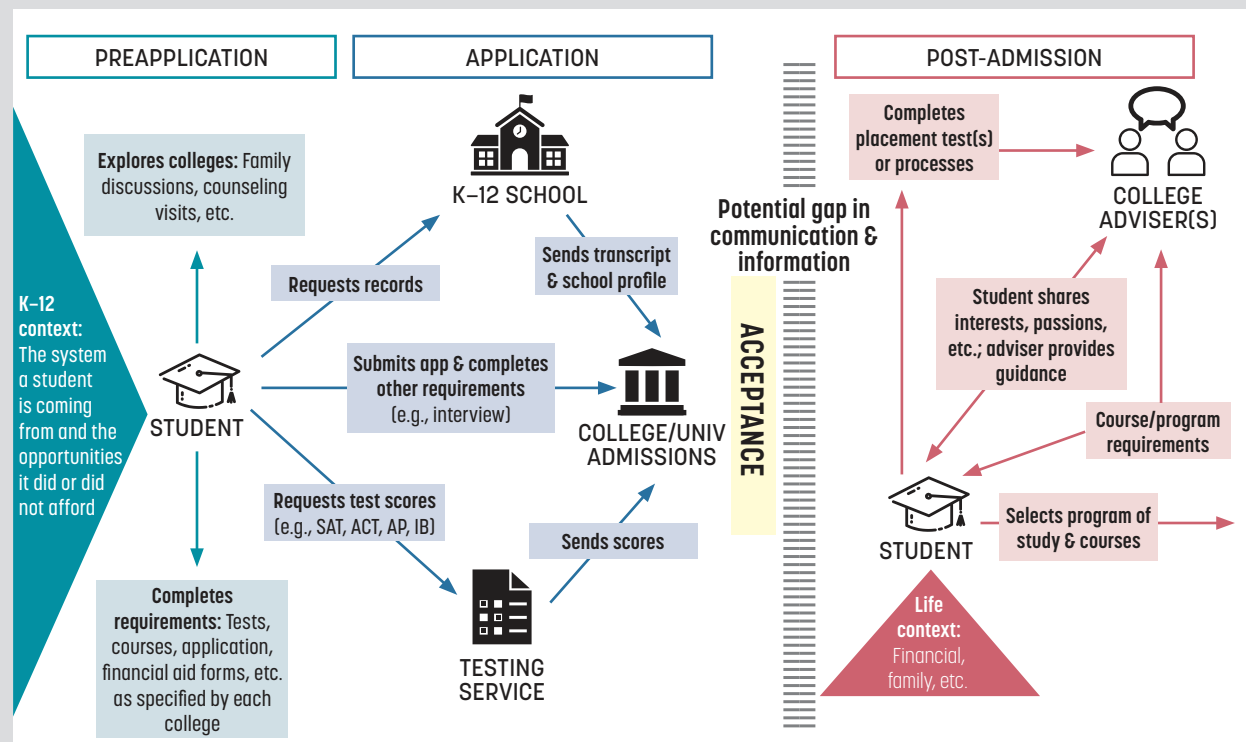 PREAPPLICATION
APPLICATION
POST-ADMISSION
K–12
context:
The system
a student
is coming
from and the
opportunities
it did or did
not afford
Explores colleges: Family
discussions, counseling
visits, etc.
STUDENT
Completes
requirements: Tests,
courses, application,
financial aid forms, etc.
as specified by each
college
K–12 SCHOOL
Requests records
Sends transcript
& school profile
Submits app & completes
other requirements
(e.g., interview)
COLLEGE/UNIV
ADMISSIONS
Requests test scores
(e.g., SAT, ACT, AP, IB)
Sends scores
TESTING
SERVICE
Potential gap in
communication &
information
ACCEPTANCE
Completes
placement test(s)
or processes
COLLEGE
ADVISER(S)
Student shares
interests, passions,
etc.; adviser provides
guidance
Course/program
requirements
STUDENT
Selects program of
study & courses
Life
context:
Financial,
family, etc.